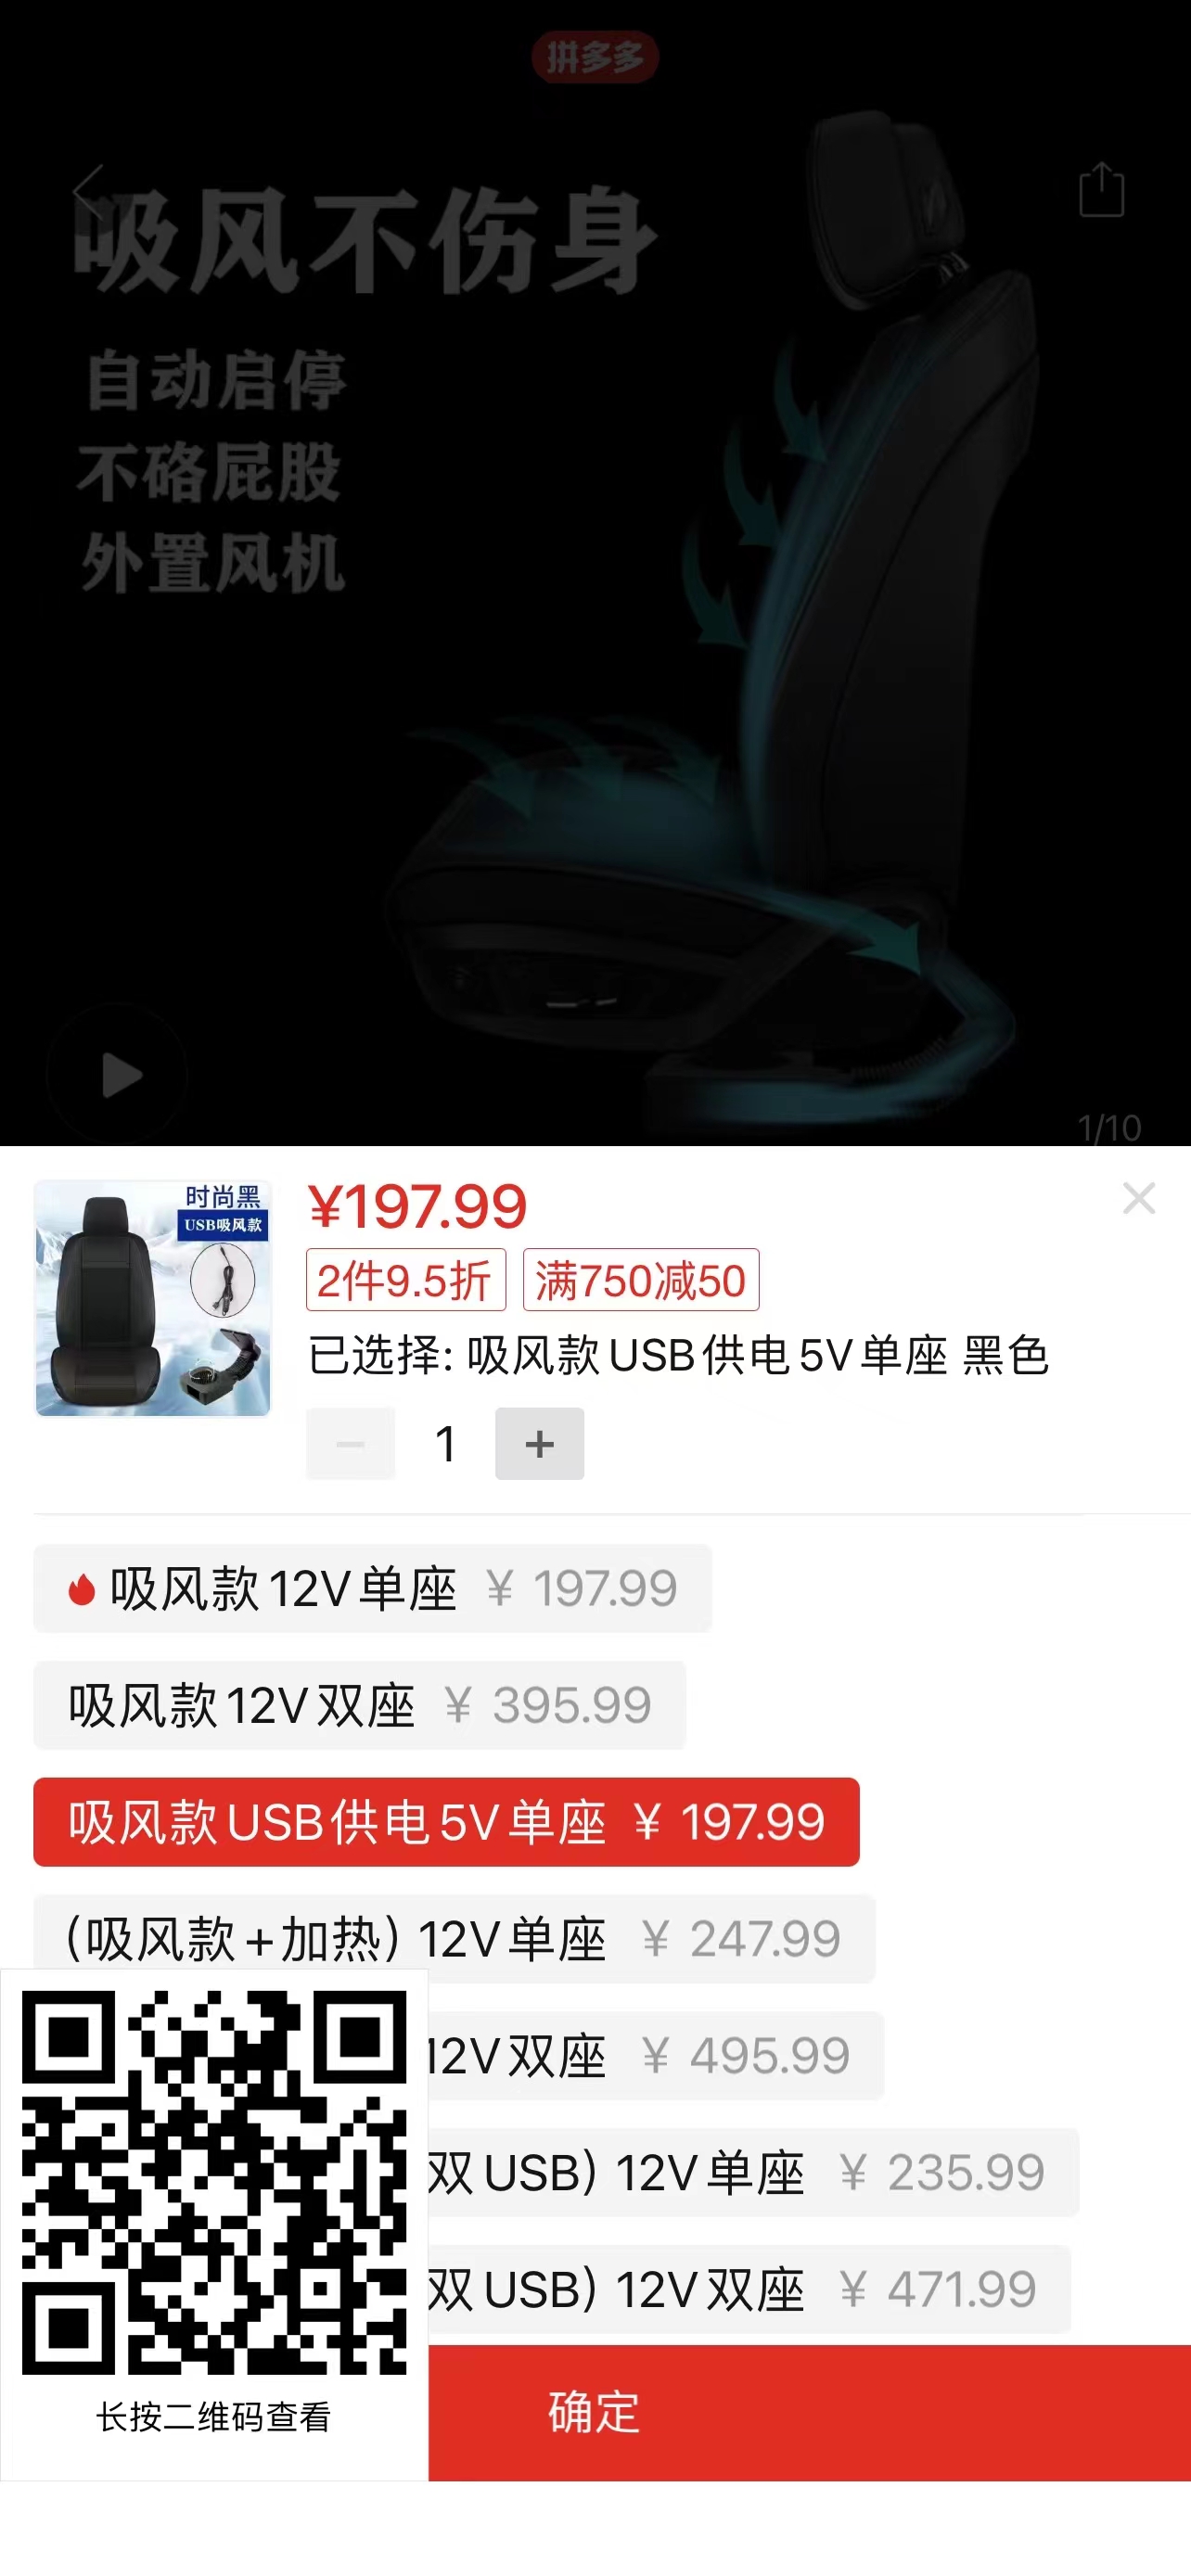 拼多多
吸风不伤身
自动启停
不硌屁股
外置风机
1/10
时尚黑
USB吸风款
¥197.99
2件9.5折 满750减50
已选择: 吸风款USB供电5V单座 黑色
1
吸风款12V单座 ¥ 197.99
吸风款12V双座 ¥ 395.99
吸风款USB供电5V单座 ¥ 197.99
(吸风款+加热) 12V单座 ¥ 247.99
12V双座 ¥ 495.99
双USB) 12V单座 ¥ 235.99
双USB) 12V双座 ¥ 471.99
确定
长按二维码查看